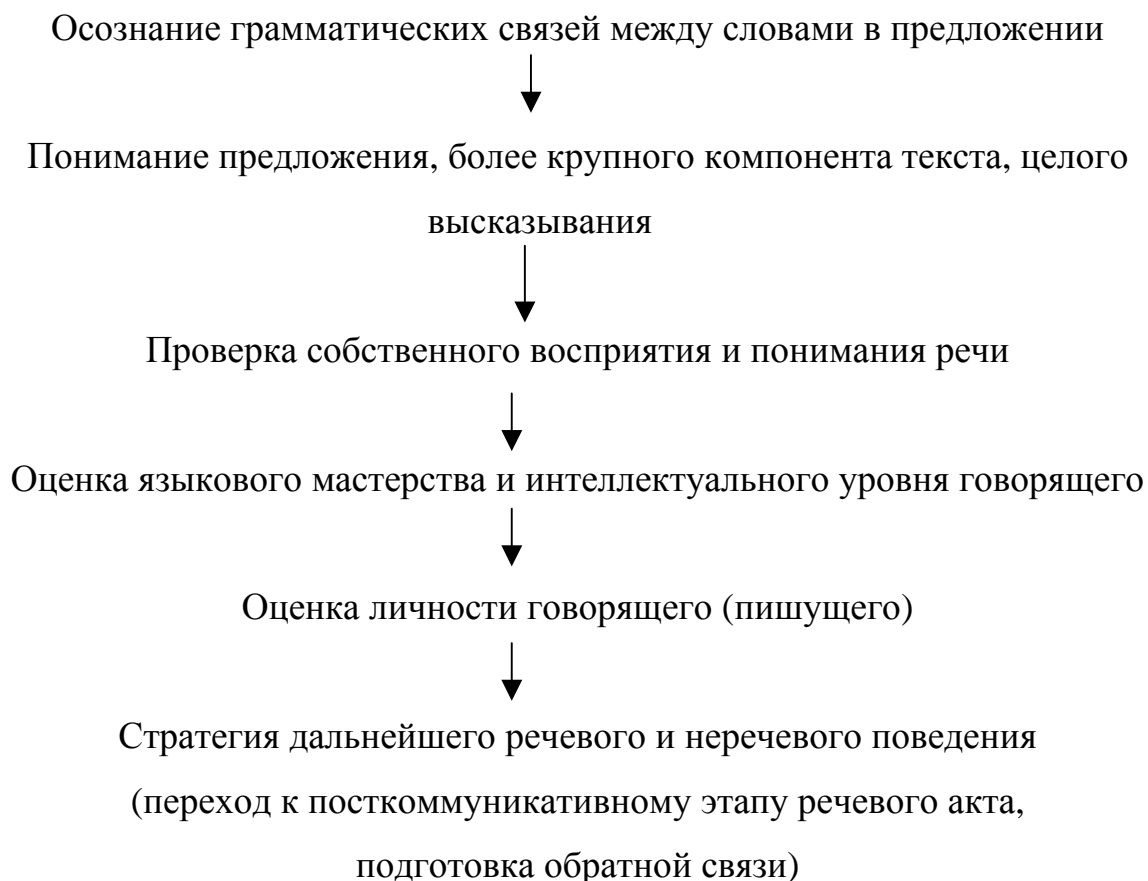 Осознание грамматических связей между словами в предложении
Понимание предложения, более крупного компонента текста, целого
высказывания
Проверка собственного восприятия и понимания речи
Оценка языкового мастерства и интеллектуального уровня говорящего
Оценка личности говорящего (пишущего)
Стратегия дальнейшего речевого и неречевого поведения
(переход к посткоммуникативному этапу речевого акта,
подготовка обратной связи)